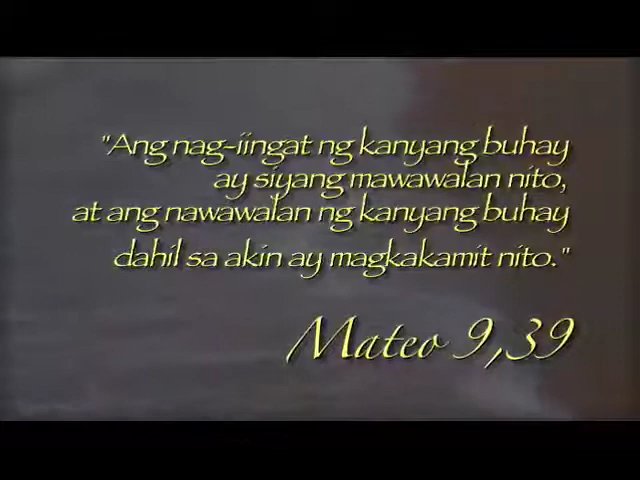 "Ang nag-iingat ng kanyang buhay
ay siyang mawawalan nito,
at ang nawawalan ng kanyang buhay
dahil sa akin ay magkakamit nito."
Mateo 9,39